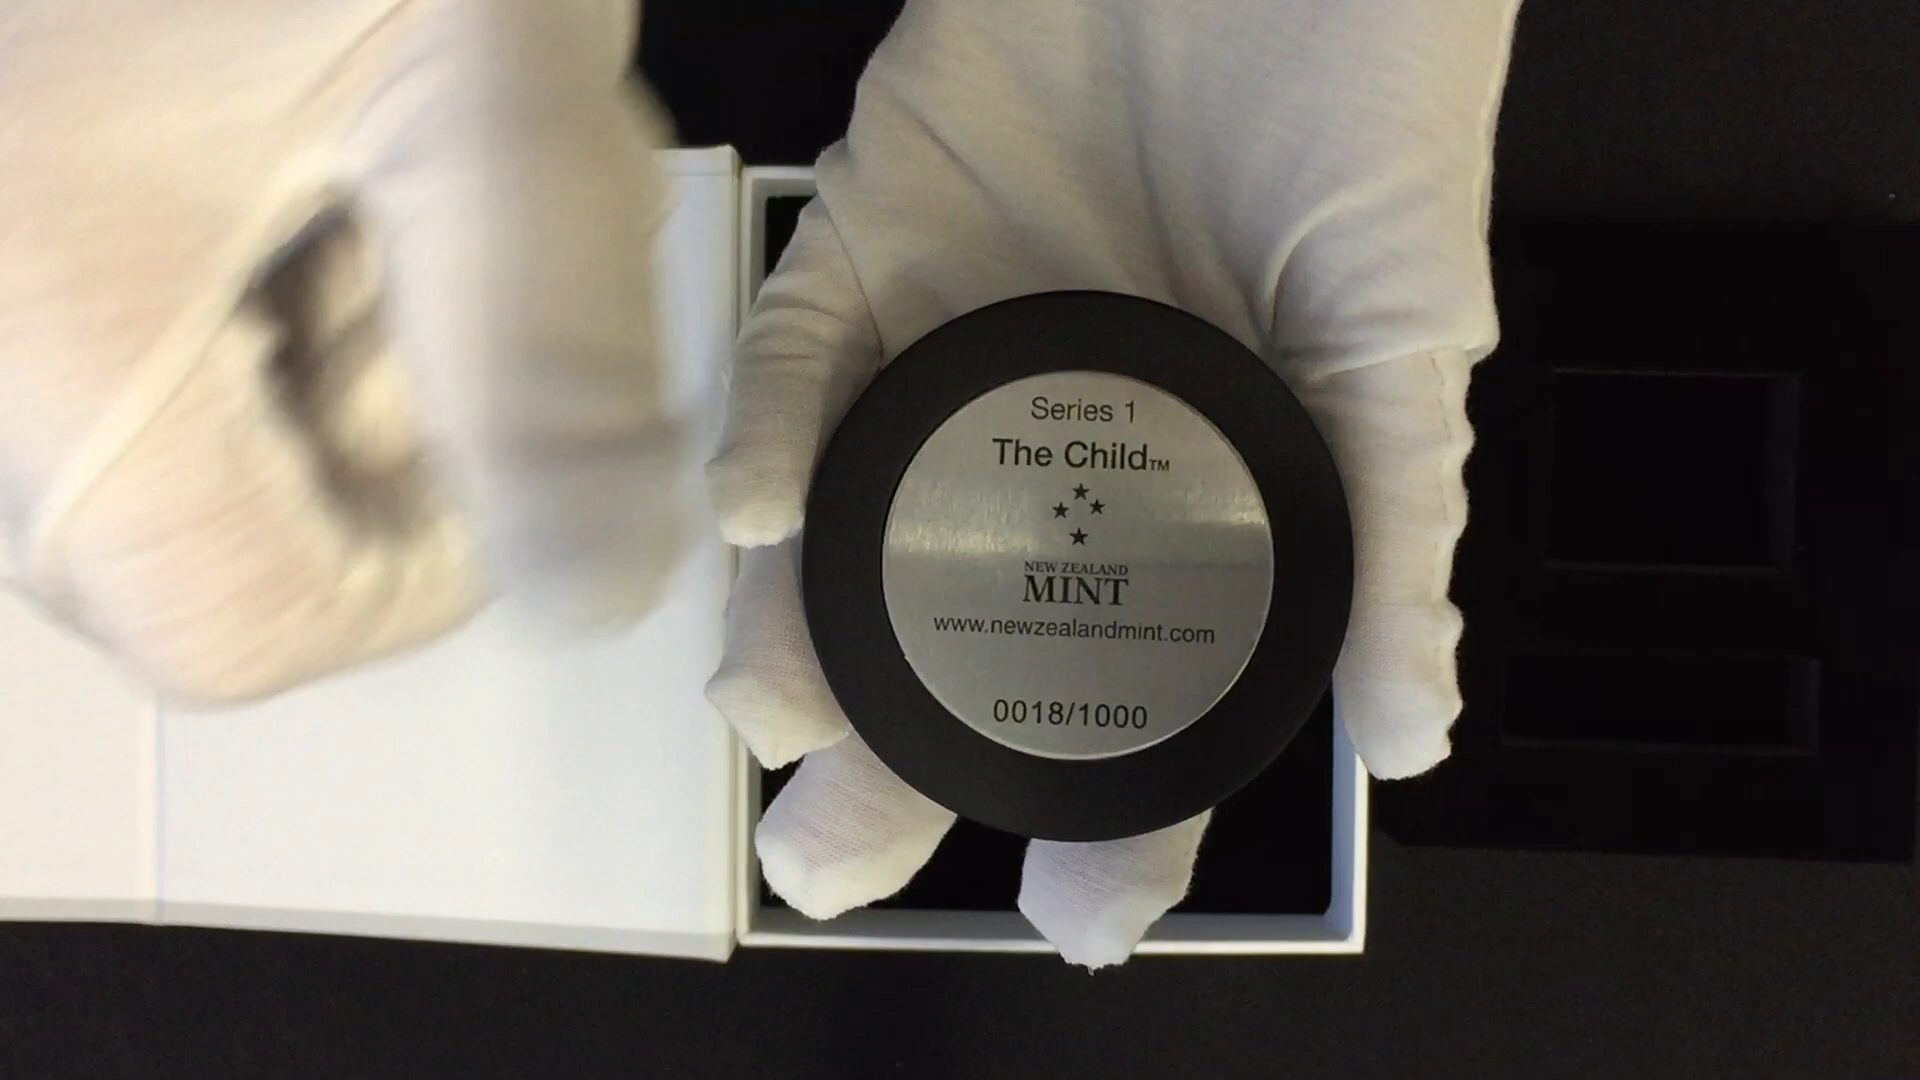 Series 1
The Child™
NEW ZEALAND
MINT
www.newzealandmint.com
0018/1000